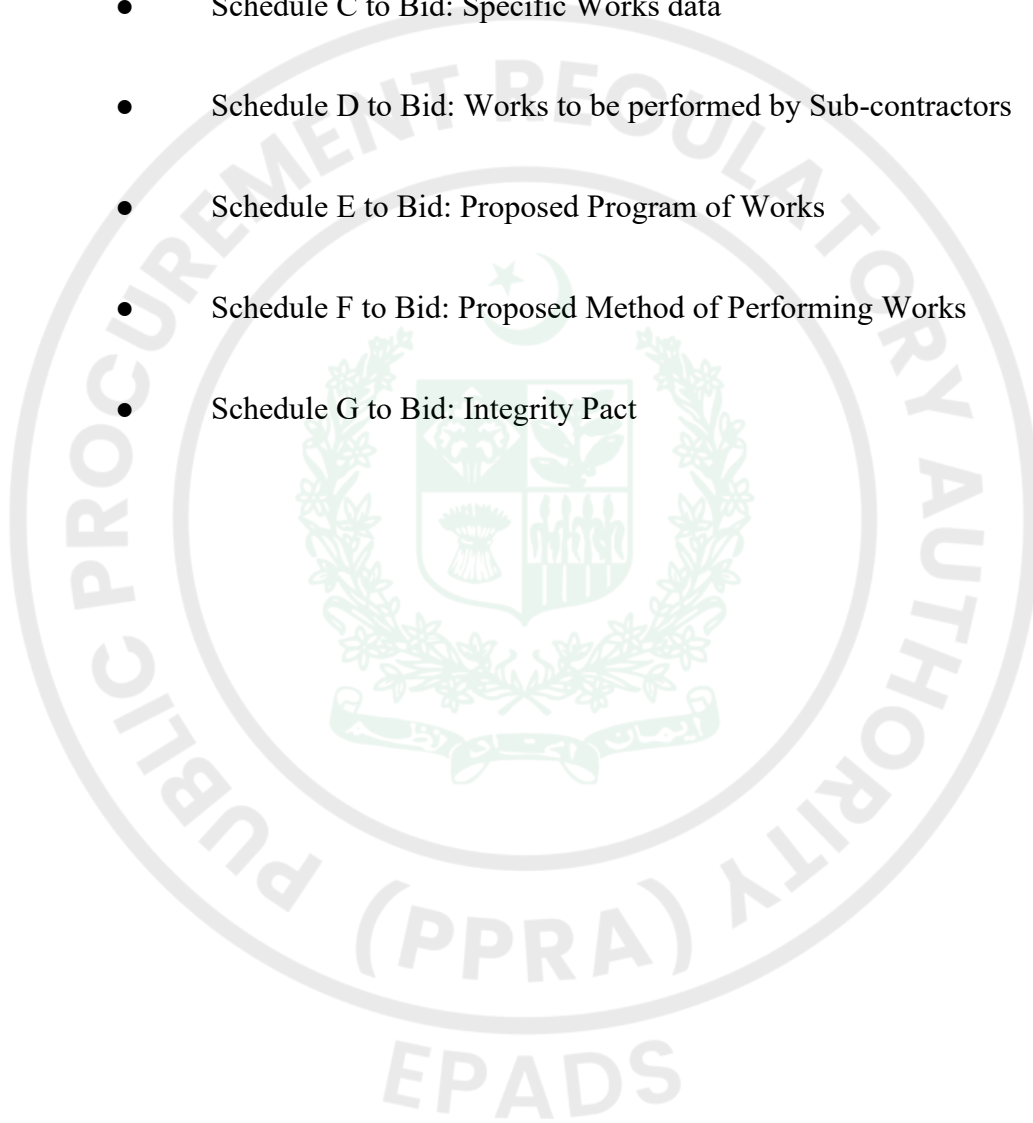 ● Schedule C to Bid: Specific Works data
● Schedule D to Bid: Works to be performed by Sub-contractors
● Schedule E to Bid: Proposed Program of Works
● Schedule F to Bid: Proposed Method of Performing Works
● Schedule G to Bid: Integrity Pact
PUBLIC PROCUREMENT REGULATORY AUTHORITY
(PPRA)
EPADS